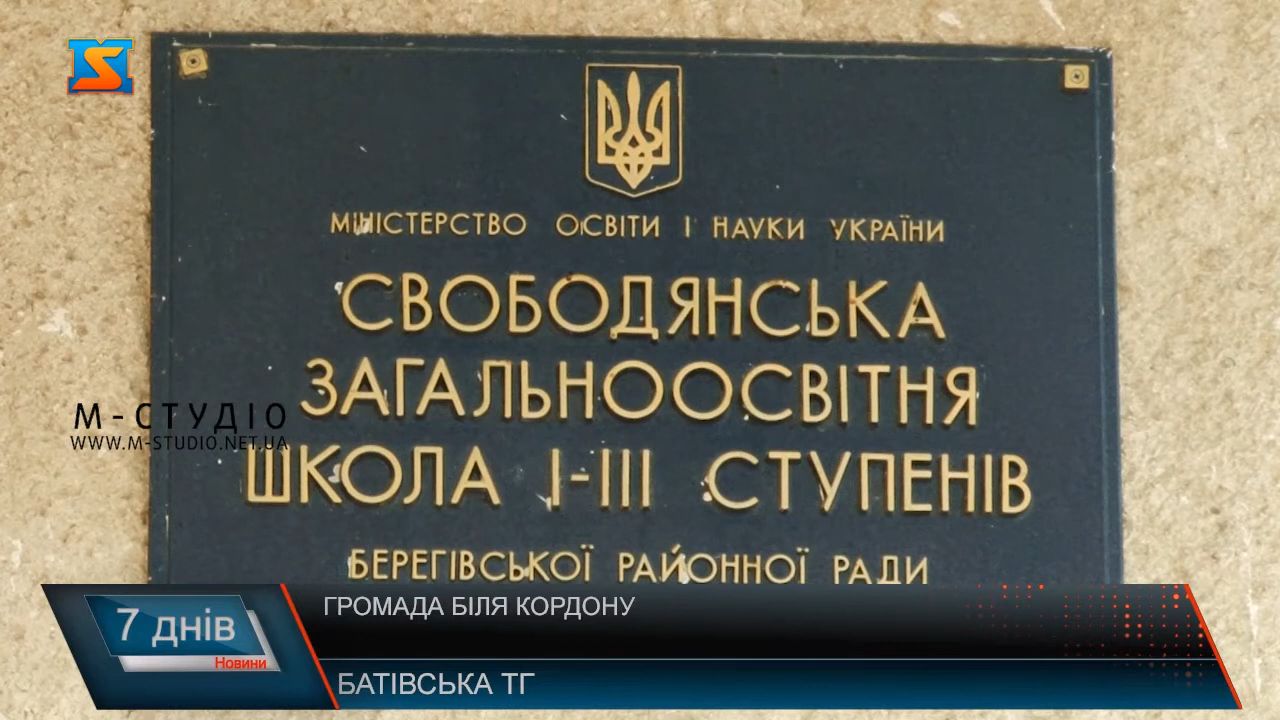 МІНІСТЕРСТВО ОСВІТИ І НАУКИ УКРАЇНИ
СВОБОДЯНСЬКА
ЗАГАЛЬНООСВІТНЯ
ШКОЛА І-ІІІ СТУПЕНІВ
БЕРЕГІВСЬКОЇ РАЙОННОЇ РАДИ
М-СТУДІО
WWW.M-STUDIO.NET.UA
7 днів
Новини
ГРОМАДА БІЛЯ КОРДОНУ
БАТІВСЬКА ТГ